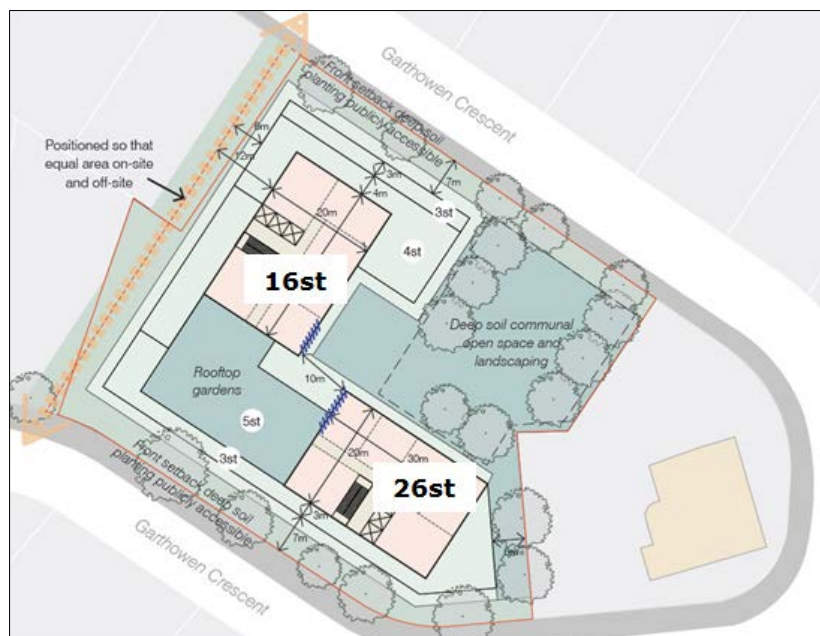 Garthowen Crescent
Front setback deep soil
planting publicly accessible
Positioned so that
equal area on-site
and off-site
8m
12m
3m
7m
4m
3st
20m
4st
16st
Deep soil communal
open space and
landscaping
Rooftop
gardens
10m
5st
3st
20m
30m
26st
3m
7m
Front setback deep soil
planting publicly accessible
Garthowen Crescent